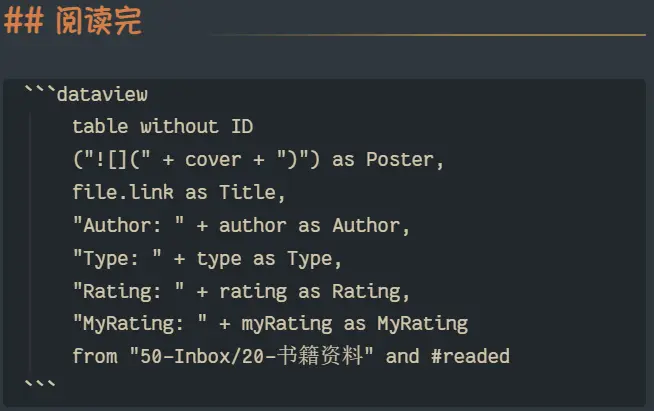 ## 阅读完
```dataview
table without ID
("![](" + cover + ")") as Poster,
file.link as Title,
"Author: " + author as Author,
"Type: " + type as Type,
"Rating: " + rating as Rating,
"MyRating: " + myRating as MyRating
from "50-Inbox/20-书籍资料" and #readed
```